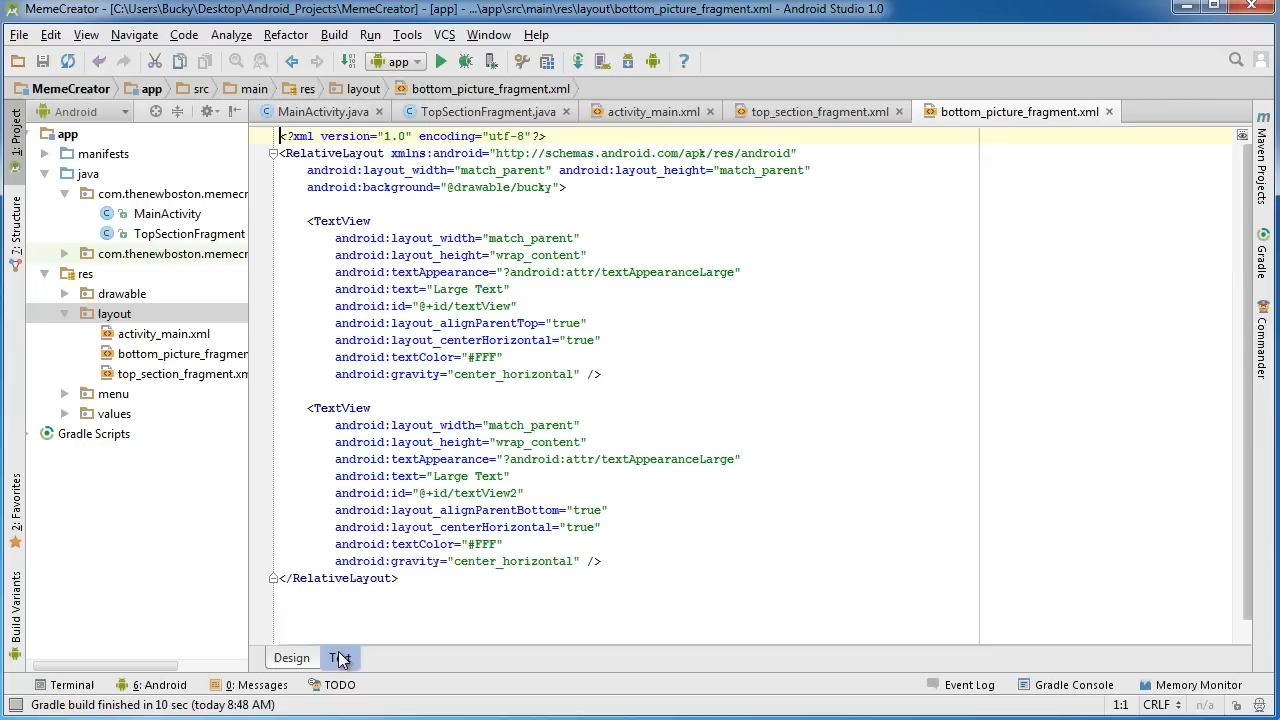 MemeCreator - [C:\Users\Bucky\Desktop\Android_Projects\MemeCreator] - [app] - ...\app\src\main\res\layout\bottom_picture_fragment.xml - Android Studio 1.0
File Edit View Navigate Code Analyze Refactor Build Run Tools VCS Window Help
app
MemeCreator app src main res layout bottom_picture_fragment.xml
Android MainActivity.java TopSectionFragment.java activity_main.xml top_section_fragment.xml bottom_picture_fragment.xml
1: Project
7: Structure
2: Favorites
Build Variants
app
manifests
java
com.thenewboston.memecr
MainActivity
TopSectionFragment
com.thenewboston.memecr
res
drawable
layout
activity_main.xml
bottom_picture_fragmen
top_section_fragment.xm
menu
values
Gradle Scripts
<?xml version="1.0" encoding="utf-8"?>
<RelativeLayout xmlns:android="http://schemas.android.com/apk/res/android"
android:layout_width="match_parent" android:layout_height="match_parent"
android:background="@drawable/bucky">
<TextView
android:layout_width="match_parent"
android:layout_height="wrap_content"
android:textAppearance="?android:attr/textAppearanceLarge"
android:text="Large Text"
android:id="@+id/textView"
android:layout_alignParentTop="true"
android:layout_centerHorizontal="true"
android:textColor="#FFF"
android:gravity="center_horizontal" />
<TextView
android:layout_width="match_parent"
android:layout_height="wrap_content"
android:textAppearance="?android:attr/textAppearanceLarge"
android:text="Large Text"
android:id="@+id/textView2"
android:layout_alignParentBottom="true"
android:layout_centerHorizontal="true"
android:textColor="#FFF"
android:gravity="center_horizontal" />
</RelativeLayout>
Maven Projects
Gradle
Commander
Design Text
Terminal 6: Android 0: Messages TODO Event Log Gradle Console Memory Monitor
Gradle build finished in 10 sec (today 8:48 AM) 1:1 CRLF n/a